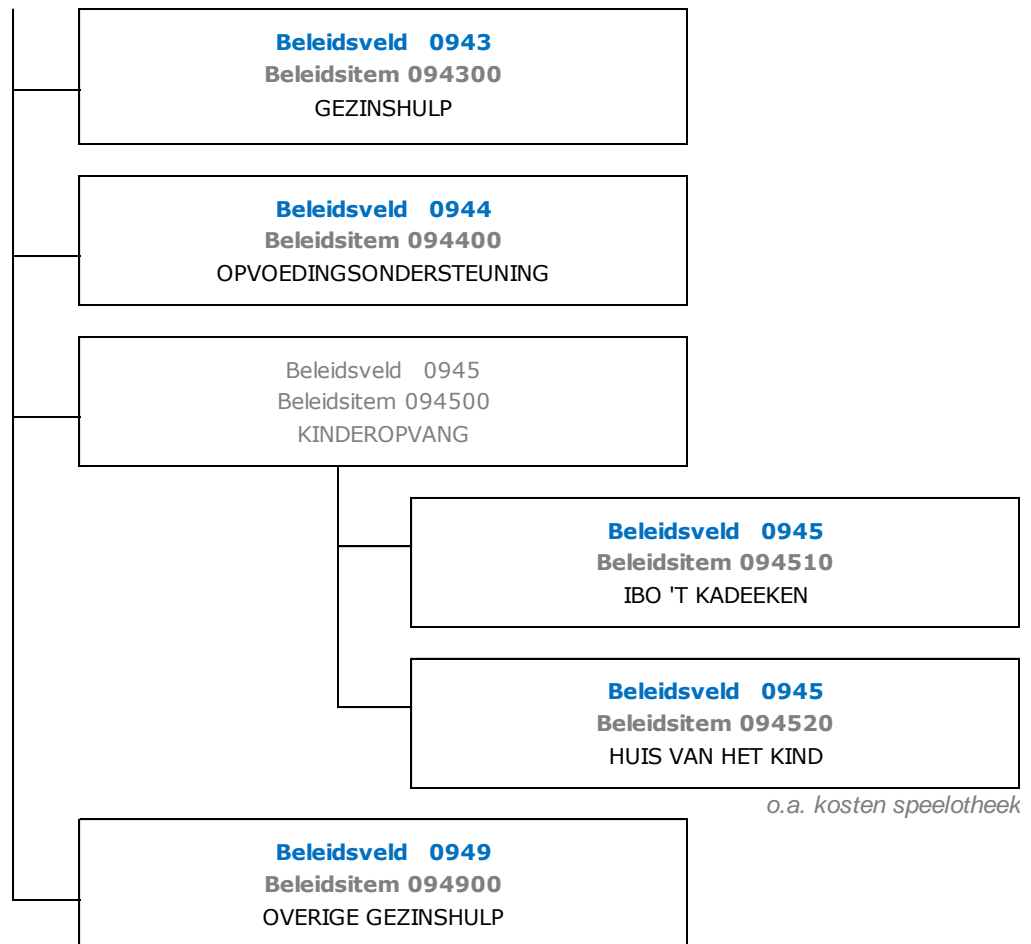 Beleidsveld 0943
Beleidsitem 094300
GEZINSHULP
Beleidsveld 0944
Beleidsitem 094400
OPVOEDINGSONDERSTEUNING
Beleidsveld 0945
Beleidsitem 094500
KINDEROPVANG
Beleidsveld 0945
Beleidsitem 094510
IBO 'T KADEEKEN
Beleidsveld 0945
Beleidsitem 094520
HUIS VAN HET KIND
o.a. kosten speelotheek
Beleidsveld 0949
Beleidsitem 094900
OVERIGE GEZINSHULP